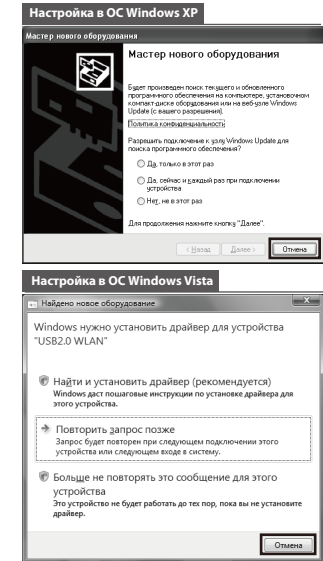 Настройка в ОС Windows XP
Мастер нового оборудования
Мастер нового оборудования
Будет произведен поиск текущего и обновленного
программного обеспечения на компьютере, установочном
компакт-диске оборудования или на веб-узле Windows
Update (с вашего разрешения).
Политика конфиденциальности
Разрешить подключение к узлу Windows Update для
поиска программного обеспечения?
Да, только в этот раз
Да, сейчас и каждый раз при подключении
устройства
Нет, не в этот раз
Для продолжения нажмите кнопку "Далее".
< Назад Далее > Отмена
Настройка в ОС Windows Vista
Найдено новое оборудование
Windows нужно установить драйвер для устройства
"USB2.0 WLAN"
Найти и установить драйвер (рекомендуется)
Windows даст пошаговые инструкции по установке драйвера для
этого устройства.
Повторить запрос позже
Запрос будет повторен при следующем подключении этого
устройства или следующем входе в систему.
Больше не повторять это сообщение для этого
устройства
Это устройство не будет работать до тех пор, пока вы не установите
драйвер.
Отмена